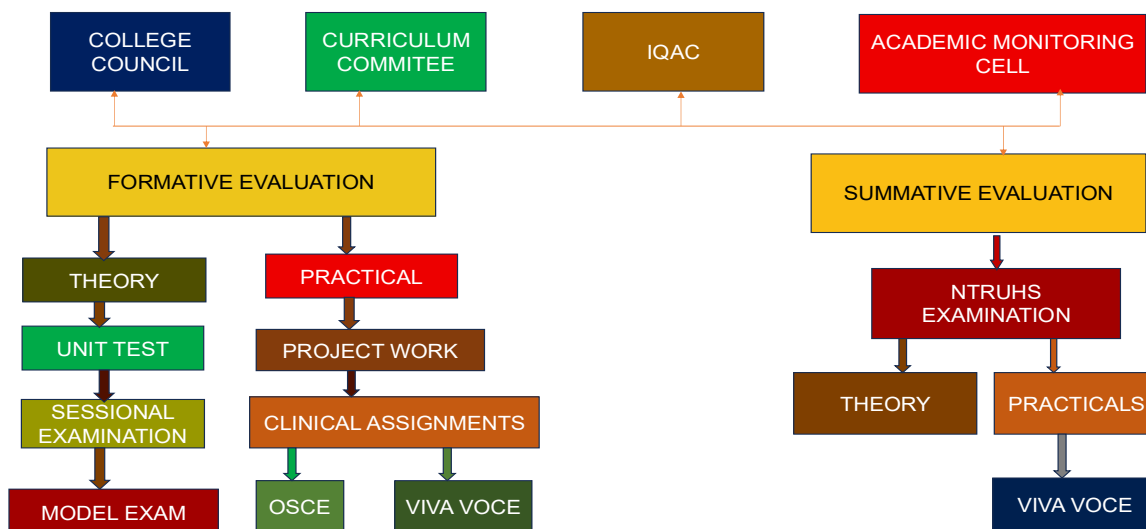 COLLEGE
COUNCIL
CURRICULUM
COMMITEE
IQAC
ACADEMIC MONITORING
CELL
FORMATIVE EVALUATION
SUMMATIVE EVALUATION
THEORY
PRACTICAL
NTRUHS
EXAMINATION
UNIT TEST
PROJECT WORK
THEORY
PRACTICALS
SESSIONAL
EXAMINATION
CLINICAL ASSIGNMENTS
MODEL EXAM
OSCE
VIVA VOCE
VIVA VOCE